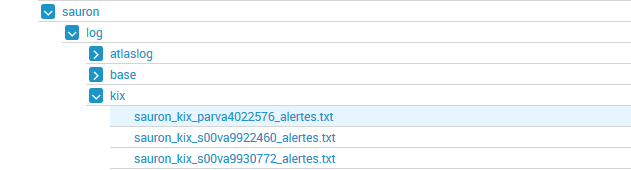 sauron
log
atlaslog
base
kix
sauron_kix_parva4022576_alertes.txt
sauron_kix_s00va9922460_alertes.txt
sauron_kix_s00va9930772_alertes.txt